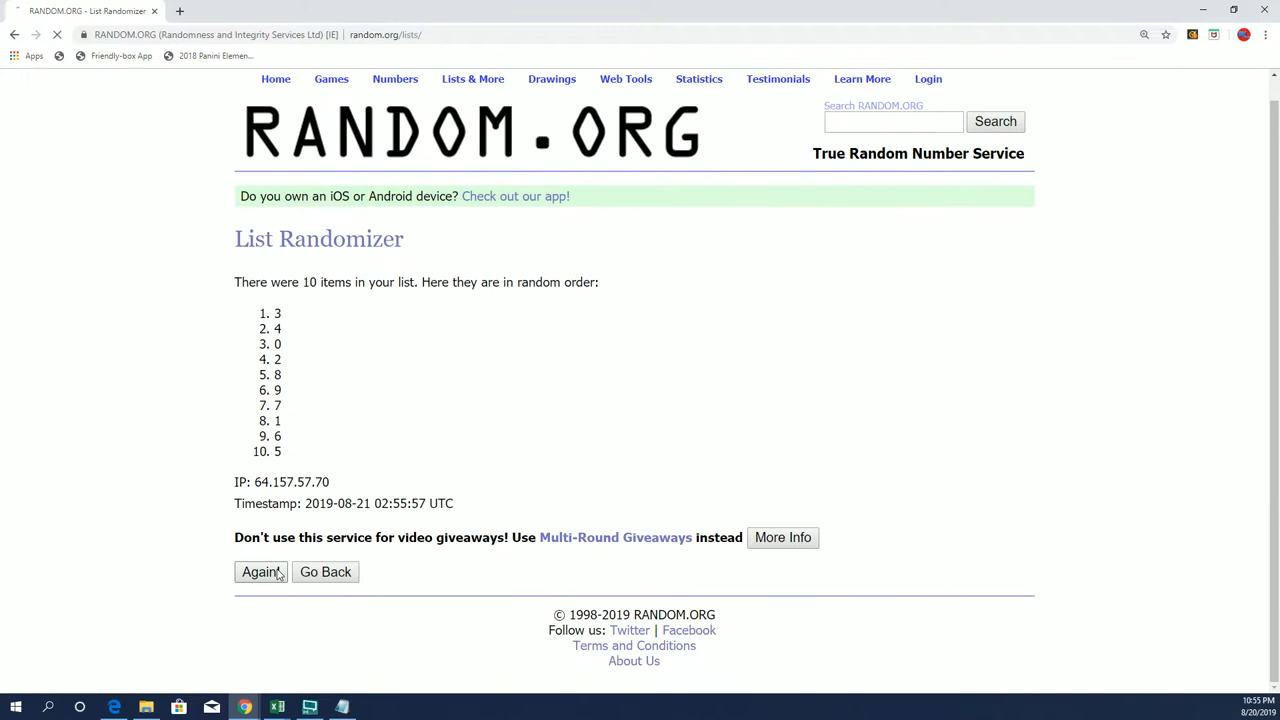 RANDOM.ORG - List Randomizer
RANDOM.ORG (Randomness and Integrity Services Ltd) [IE] | random.org/lists/
Apps Friendly-box App 2018 Panini Elemen...
Home Games Numbers Lists & More Drawings Web Tools Statistics Testimonials Learn More Login
RANDOM.ORG
Search RANDOM.ORG
Search
True Random Number Service
Do you own an iOS or Android device? Check out our app!
List Randomizer
There were 10 items in your list. Here they are in random order:
1. 3
2. 4
3. 0
4. 2
5. 8
6. 9
7. 7
8. 1
9. 6
10. 5
IP: 64.157.57.70
Timestamp: 2019-08-21 02:55:57 UTC
Don't use this service for video giveaways! Use Multi-Round Giveaways instead More Info
Again! Go Back
© 1998-2019 RANDOM.ORG
Follow us: Twitter | Facebook
Terms and Conditions
About Us
10:55 PM
8/20/2019